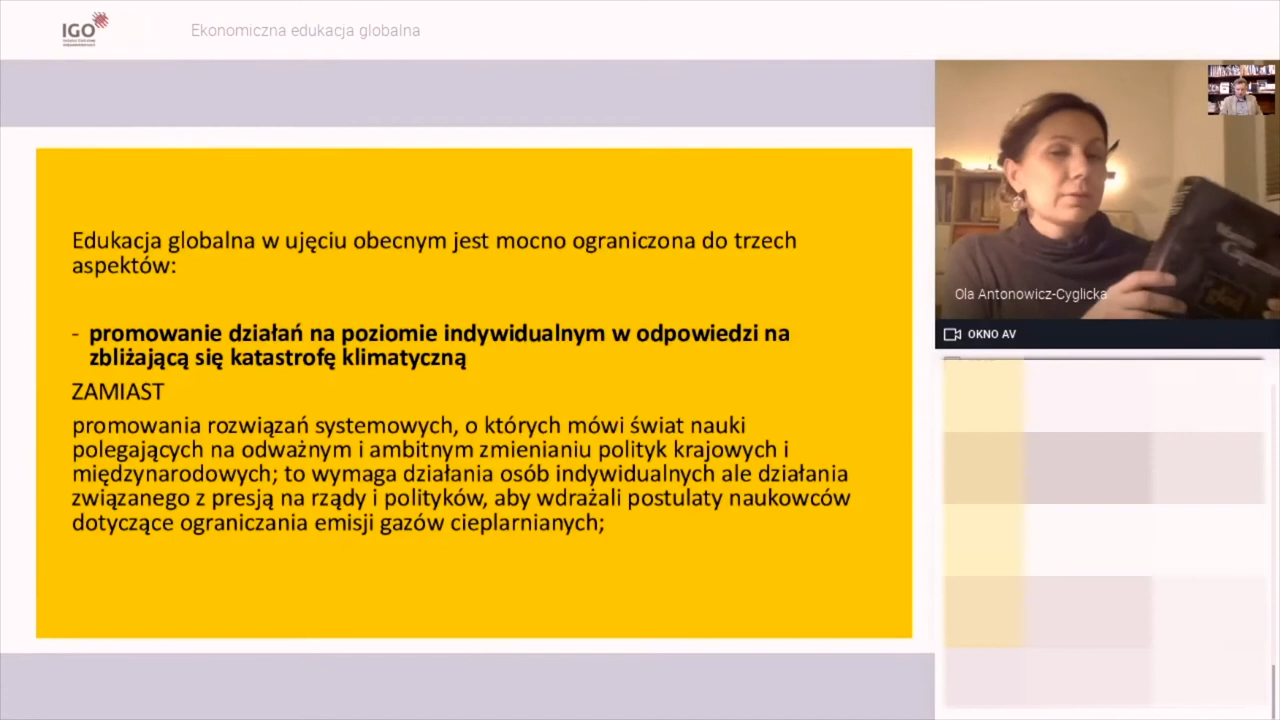 IGO
Ekonomiczna edukacja globalna
Edukacja globalna w ujęciu obecnym jest mocno ograniczona do trzech
aspektów:
- promowanie działań na poziomie indywidualnym w odpowiedzi na
zbliżającą się katastrofę klimatyczną
ZAMIAST
promowania rozwiązań systemowych, o których mówi świat nauki
polegających na odważnym i ambitnym zmienianiu polityk krajowych i
międzynarodowych; to wymaga działania osób indywidualnych ale działania
związanego z presją na rządy i polityków, aby wdrażali postulaty naukowców
dotyczące ograniczania emisji gazów cieplarnianych;
Ola Antonowicz-Cyglicka
OKNO AV